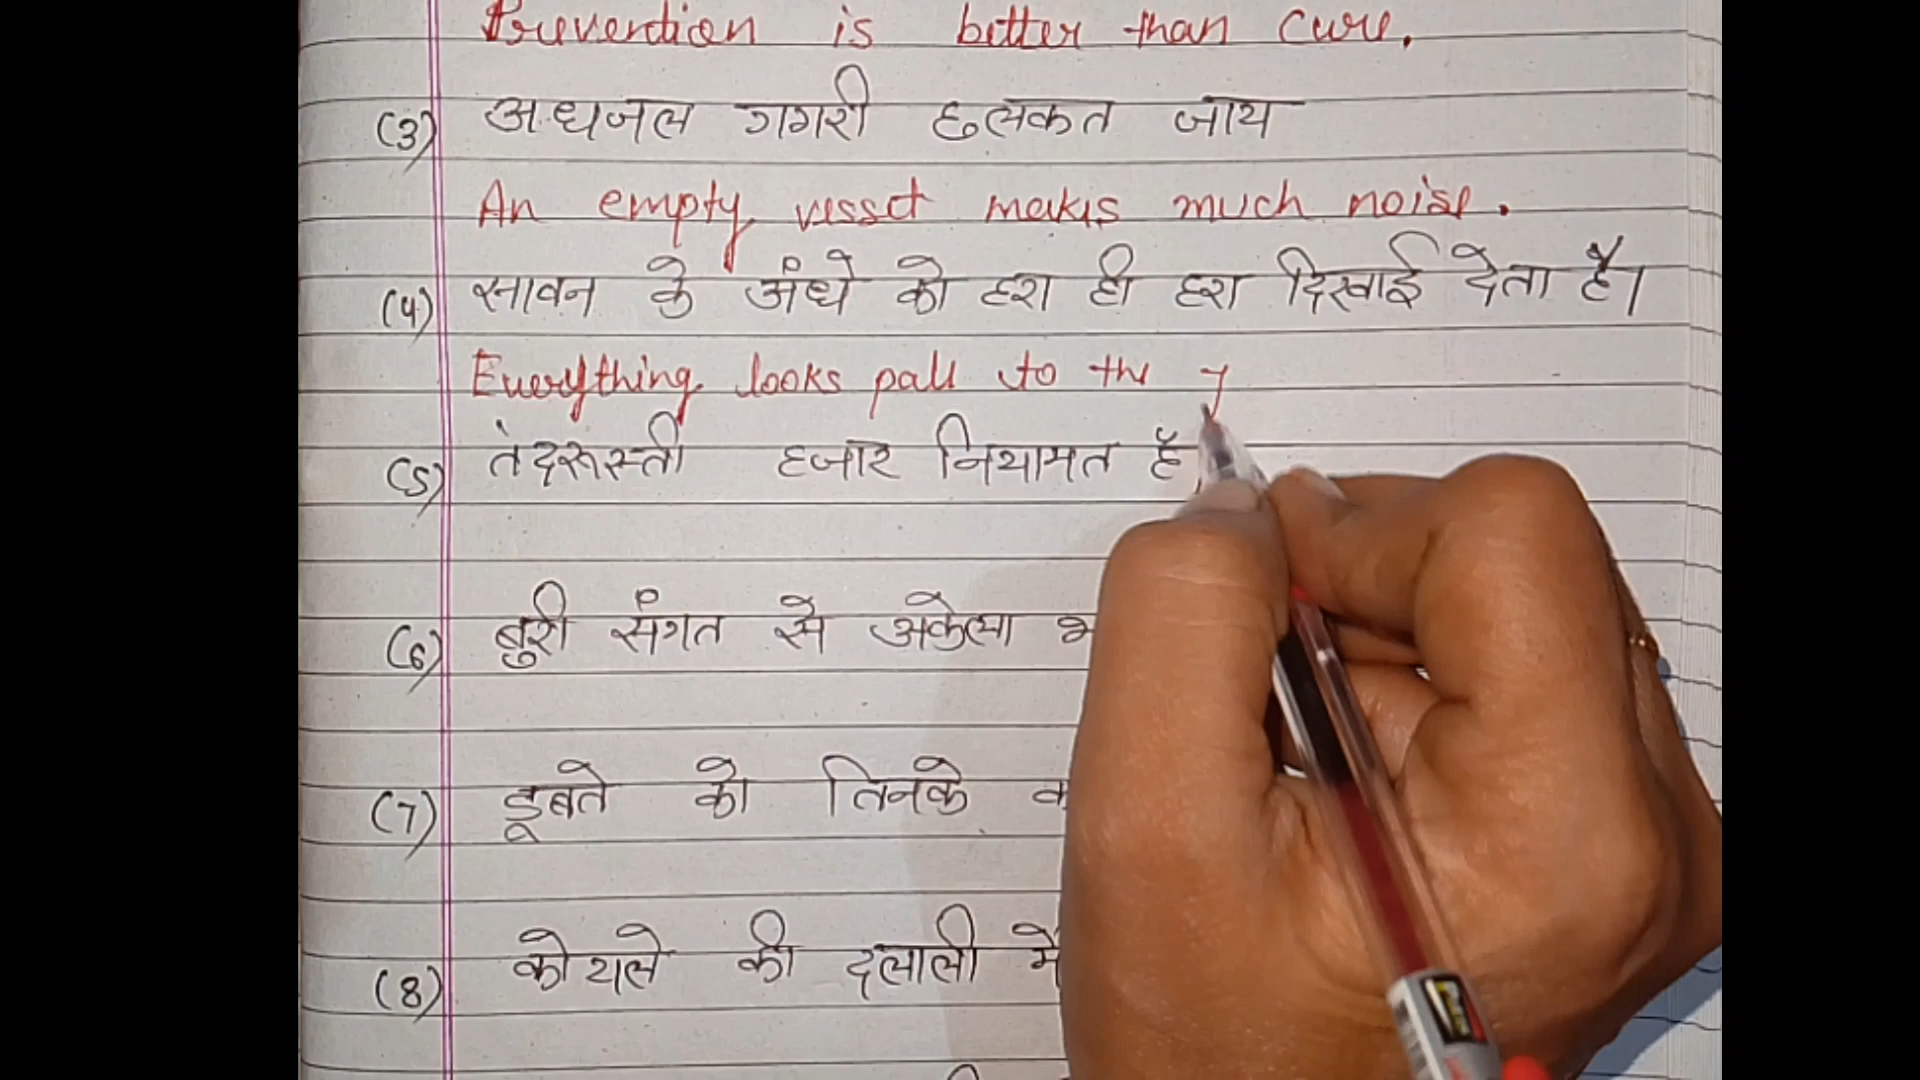 Prevention is better than cure.
(3) अधजल गगरी छलकत जाय
An empty vessel makes much noise.
(4) सावन के अंधे को हरा ही हरा दिखाई देता है।
Everything looks pale to the y
(5) तंदरूस्ती हजार नियामत है
(6) बुरी संगत से अकेला भ
(7) डूबते को तिनके
(8) कोयले की दलाली में